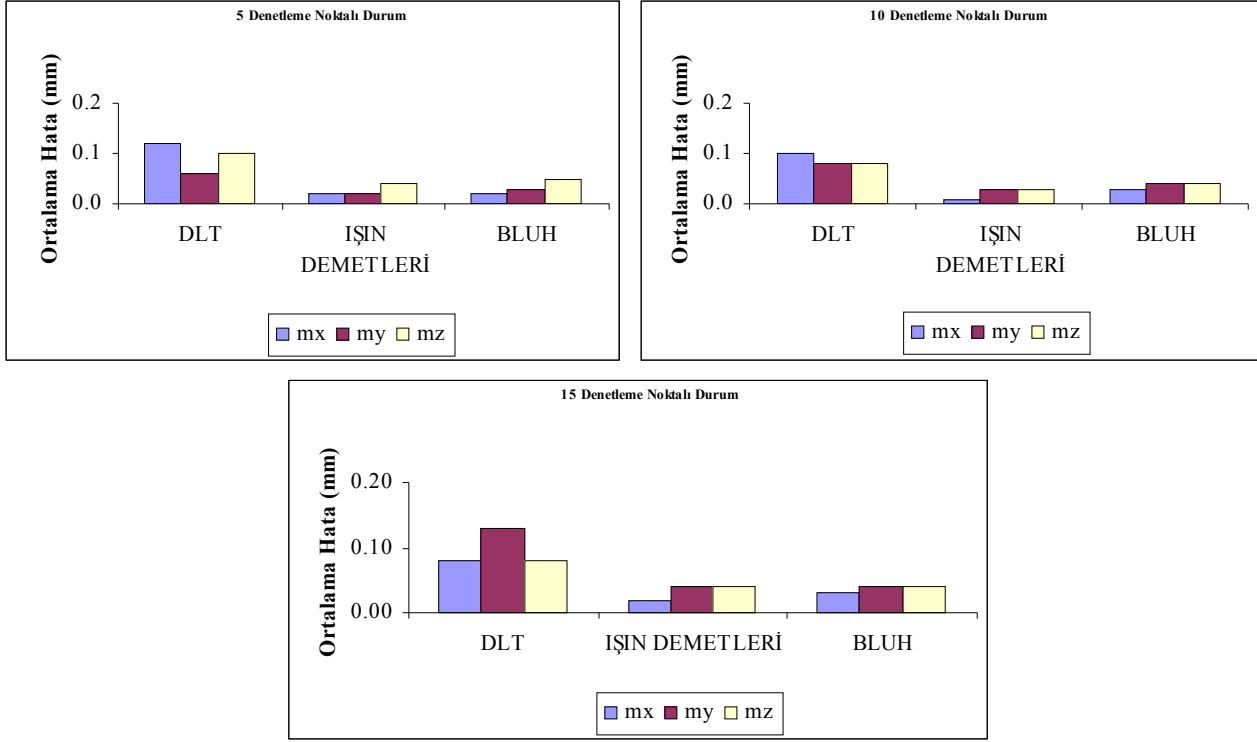 5 Denetleme Noktalı Durum
Ortalama Hata (mm)
0.2
0.1
0.0
DLT
IŞIN
DEMETLERİ
BLUH
mx
my
mz
10 Denetleme Noktalı Durum
Ortalama Hata (mm)
0.2
0.1
0.0
DLT
IŞIN
DEMETLERİ
BLUH
mx
my
mz
15 Denetleme Noktalı Durum
Ortalama Hata (mm)
0.20
0.10
0.00
DLT
IŞIN DEMETLERİ
BLUH
mx
my
mz